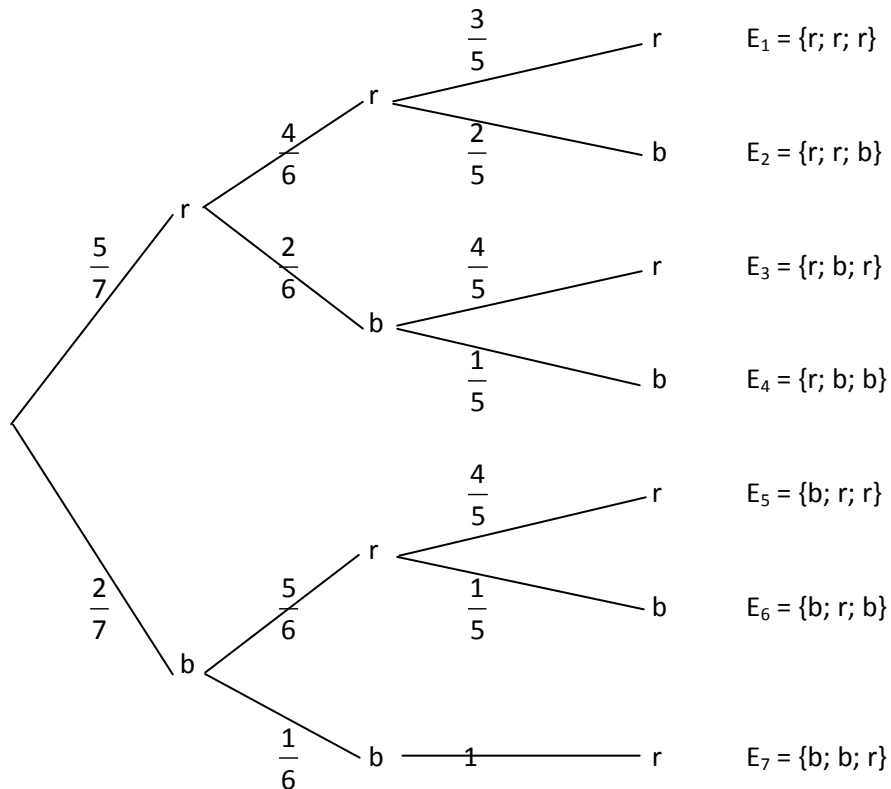 3/5 r E₁ = {r; r; r}
r
4/6 2/5 b E₂ = {r; r; b}
r
5/7 2/6 4/5 r E₃ = {r; b; r}
b
1/5 b E₄ = {r; b; b}
4/5 r E₅ = {b; r; r}
r
2/7 5/6 1/5 b E₆ = {b; r; b}
b
1/6 b 1 r E₇ = {b; b; r}